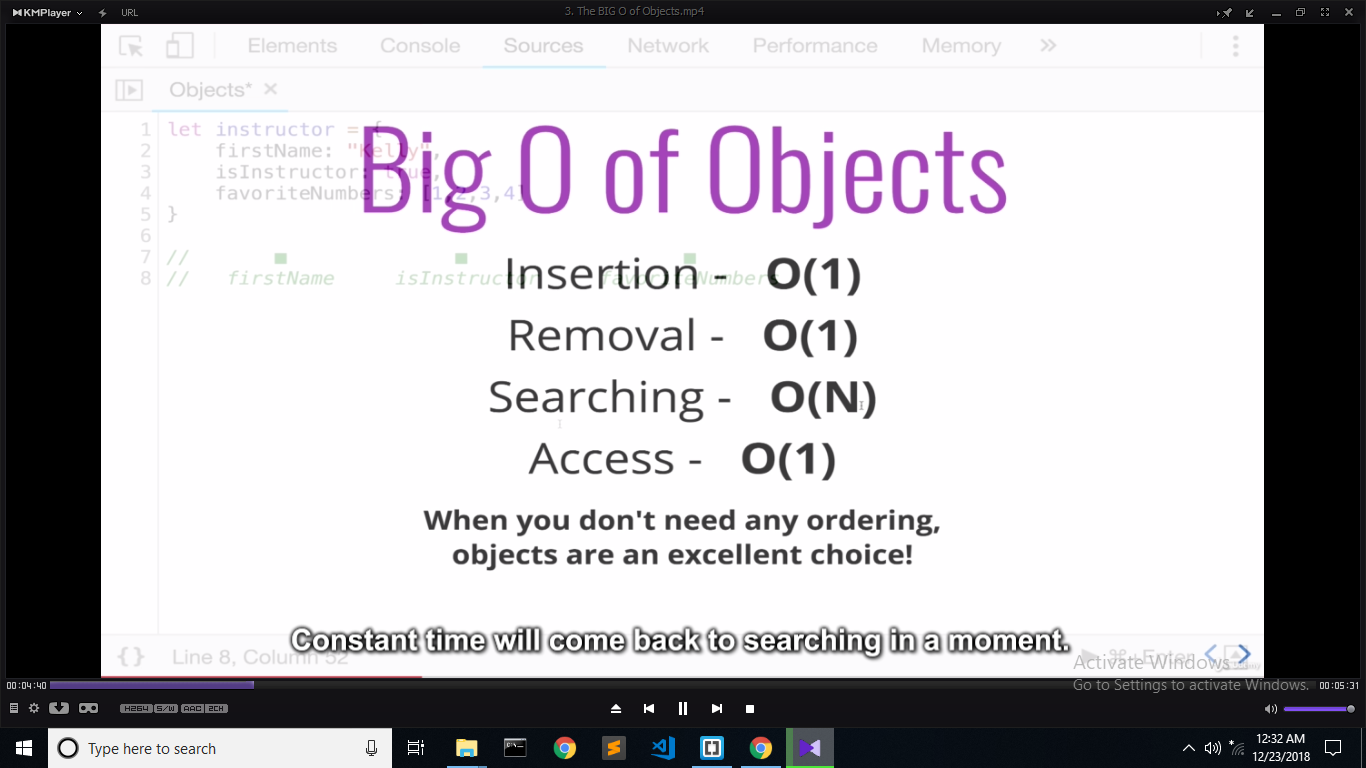 KMPlayer URL 3. The BIG O of Objects.mp4
Elements Console Sources Network Performance Memory »
Objects* ×
Big O of Objects
1 let instructor = {
2 firstName: "Kelly",
3 isInstructor: true,
4 favoriteNumbers: [1,2,3,4]
5 }
6
7 //
8 // firstName isInstructor favoriteNumbers
Insertion - O(1)
Removal - O(1)
Searching - O(N)
Access - O(1)
When you don't need any ordering,
objects are an excellent choice!
Constant time will come back to searching in a moment.
{} Line 8, Column 52 ⌘+Enter
Activate Windows
Go to Settings to activate Windows.
00:04:40 00:05:31
H264 S/W AAC 2CH
Type here to search
12:32 AM
12/23/2018